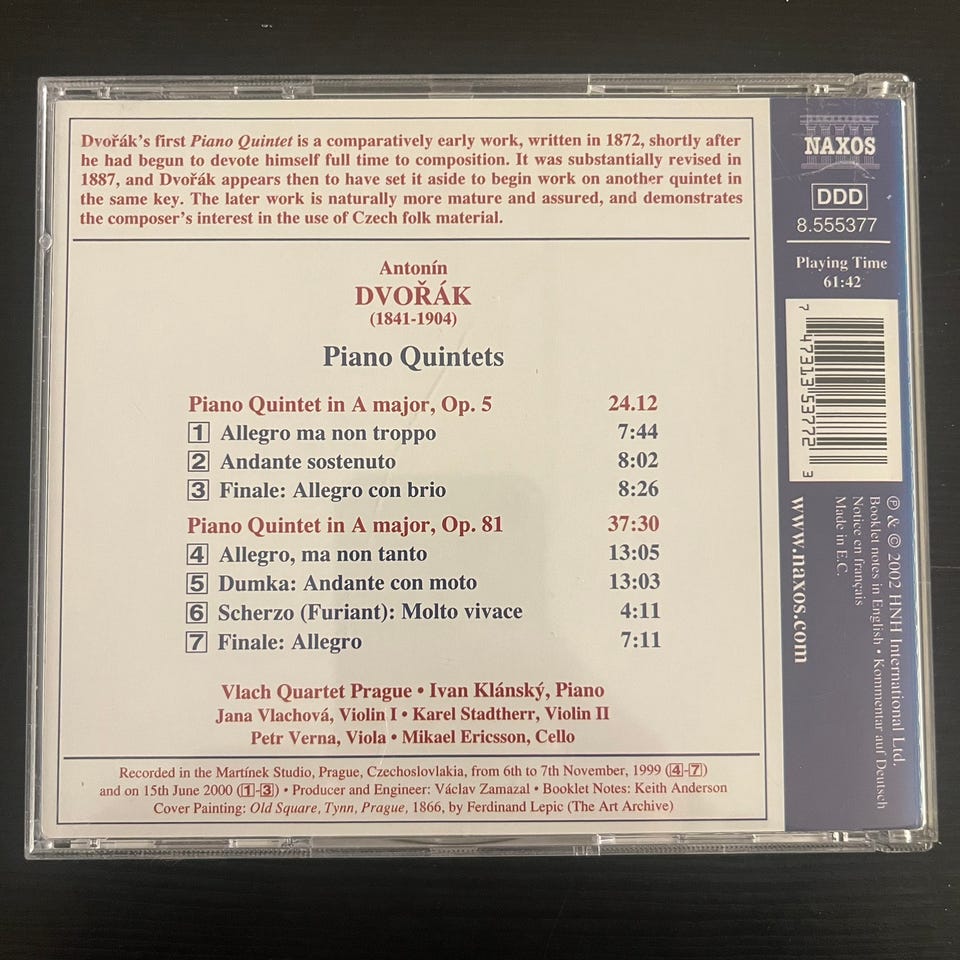 Dvořák's first Piano Quintet is a comparatively early work, written in 1872, shortly after
he had begun to devote himself full time to composition. It was substantially revised in
1887, and Dvořák appears then to have set it aside to begin work on another quintet in
the same key. The later work is naturally more mature and assured, and demonstrates
the composer's interest in the use of Czech folk material.
Antonín
DVOŘÁK
(1841-1904)
Piano Quintets
Piano Quintet in A major, Op. 5 24.12
1 Allegro ma non troppo 7:44
2 Andante sostenuto 8:02
3 Finale: Allegro con brio 8:26
Piano Quintet in A major, Op. 81 37:30
4 Allegro, ma non tanto 13:05
5 Dumka: Andante con moto 13:03
6 Scherzo (Furiant): Molto vivace 4:11
7 Finale: Allegro 7:11
Vlach Quartet Prague • Ivan Klánský, Piano
Jana Vlachová, Violin I • Karel Stadtherr, Violin II
Petr Verna, Viola • Mikael Ericsson, Cello
Recorded in the Martínek Studio, Prague, Czechoslovlakia, from 6th to 7th November, 1999 (4-7)
and on 15th June 2000 (1-3) • Producer and Engineer: Václav Zamazal • Booklet Notes: Keith Anderson
Cover Painting: Old Square, Tynn, Prague, 1866, by Ferdinand Lepic (The Art Archive)
NAXOS
DDD
8.555377
Playing Time
61:42
7 47313 53772 3
℗ & © 2002 HNH International Ltd.
Booklet notes in English • Kommentar auf Deutsch
Notice en français
Made in E.C.
www.naxos.com